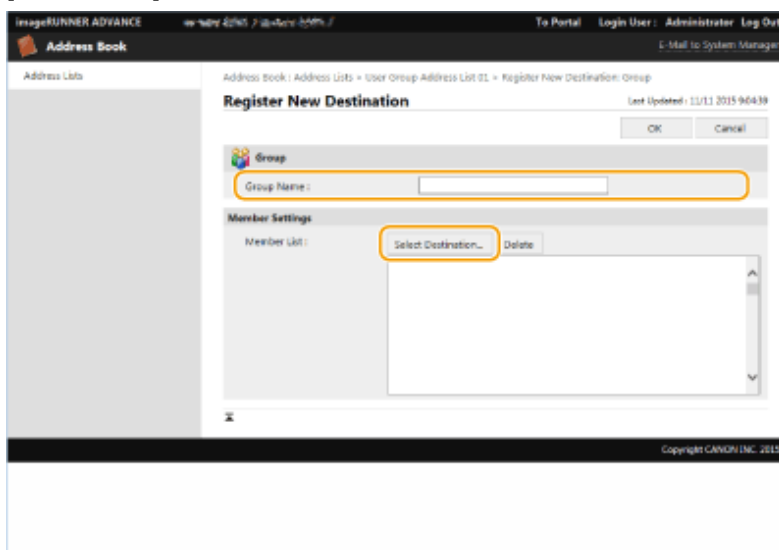 imageRUNNER ADVANCE To Portal Login User : Administrator Log Out
Address Book E-Mail to System Manager
Address Lists
Address Book : Address Lists > User Group Address List 01 > Register New Destination: Group
Register New Destination Last Updated : 11/11 2015 9:04:39
OK Cancel
Group
Group Name :
Member Settings
Member List : Select Destination... Delete
Copyright CANON INC. 2015